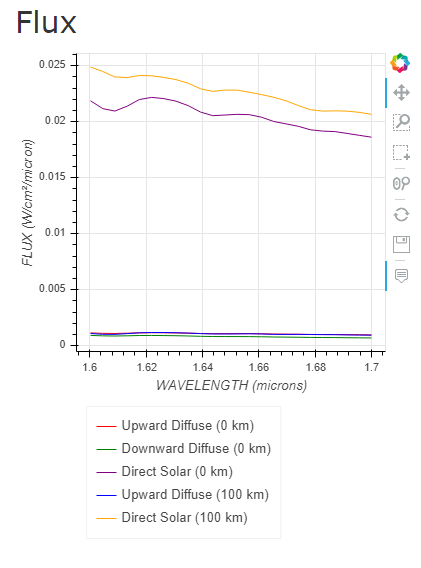 Flux
0.025
0.02
0.015
0.01
0.005
0
FLUX (W/cm²/micron)
1.6 1.62 1.64 1.66 1.68 1.7
WAVELENGTH (microns)
Upward Diffuse (0 km)
Downward Diffuse (0 km)
Direct Solar (0 km)
Upward Diffuse (100 km)
Direct Solar (100 km)